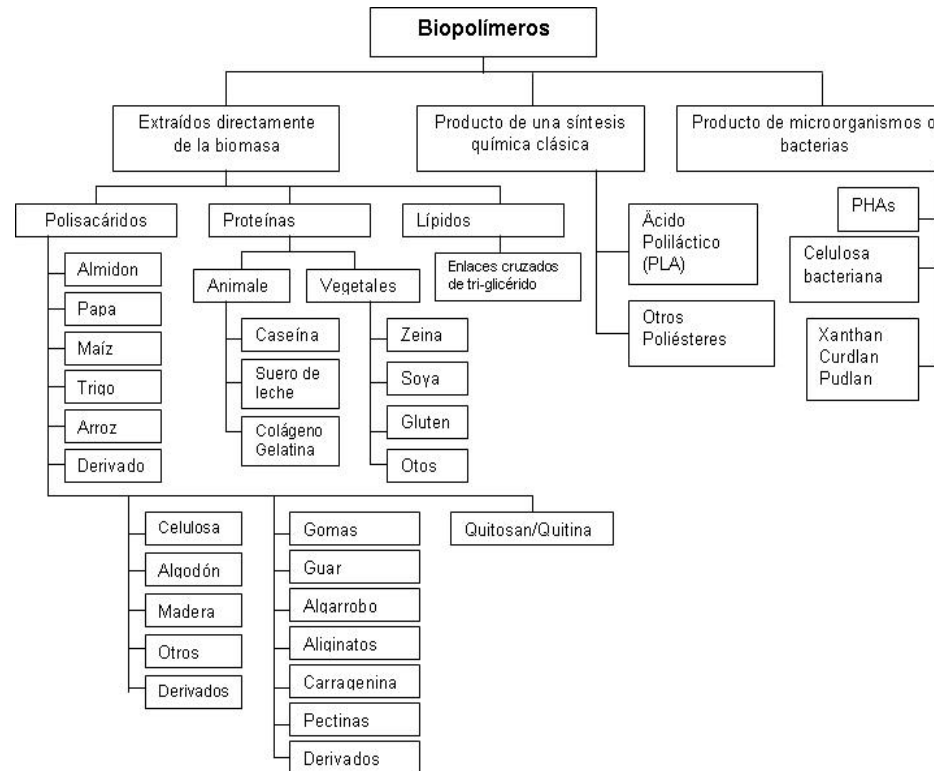 Biopolímeros
Extraídos directamente
de la biomasa
Producto de una síntesis
química clásica
Producto de microorganismos o
bacterias
Polisacáridos
Proteínas
Lípidos
Almidon
Papa
Maíz
Trigo
Arroz
Derivado
Animale
Vegetales
Caseína
Suero de
leche
Colágeno
Gelatina
Zeina
Soya
Gluten
Otos
Enlaces cruzados
de tri-glicérido
Äcido
Poliláctico
(PLA)
Otros
Poliésteres
PHAs
Celulosa
bacteriana
Xanthan
Curdlan
Pudlan
Celulosa
Algodón
Madera
Otros
Derivados
Gomas
Guar
Algarrobo
Aliginatos
Carragenina
Pectinas
Derivados
Quitosan/Quitina